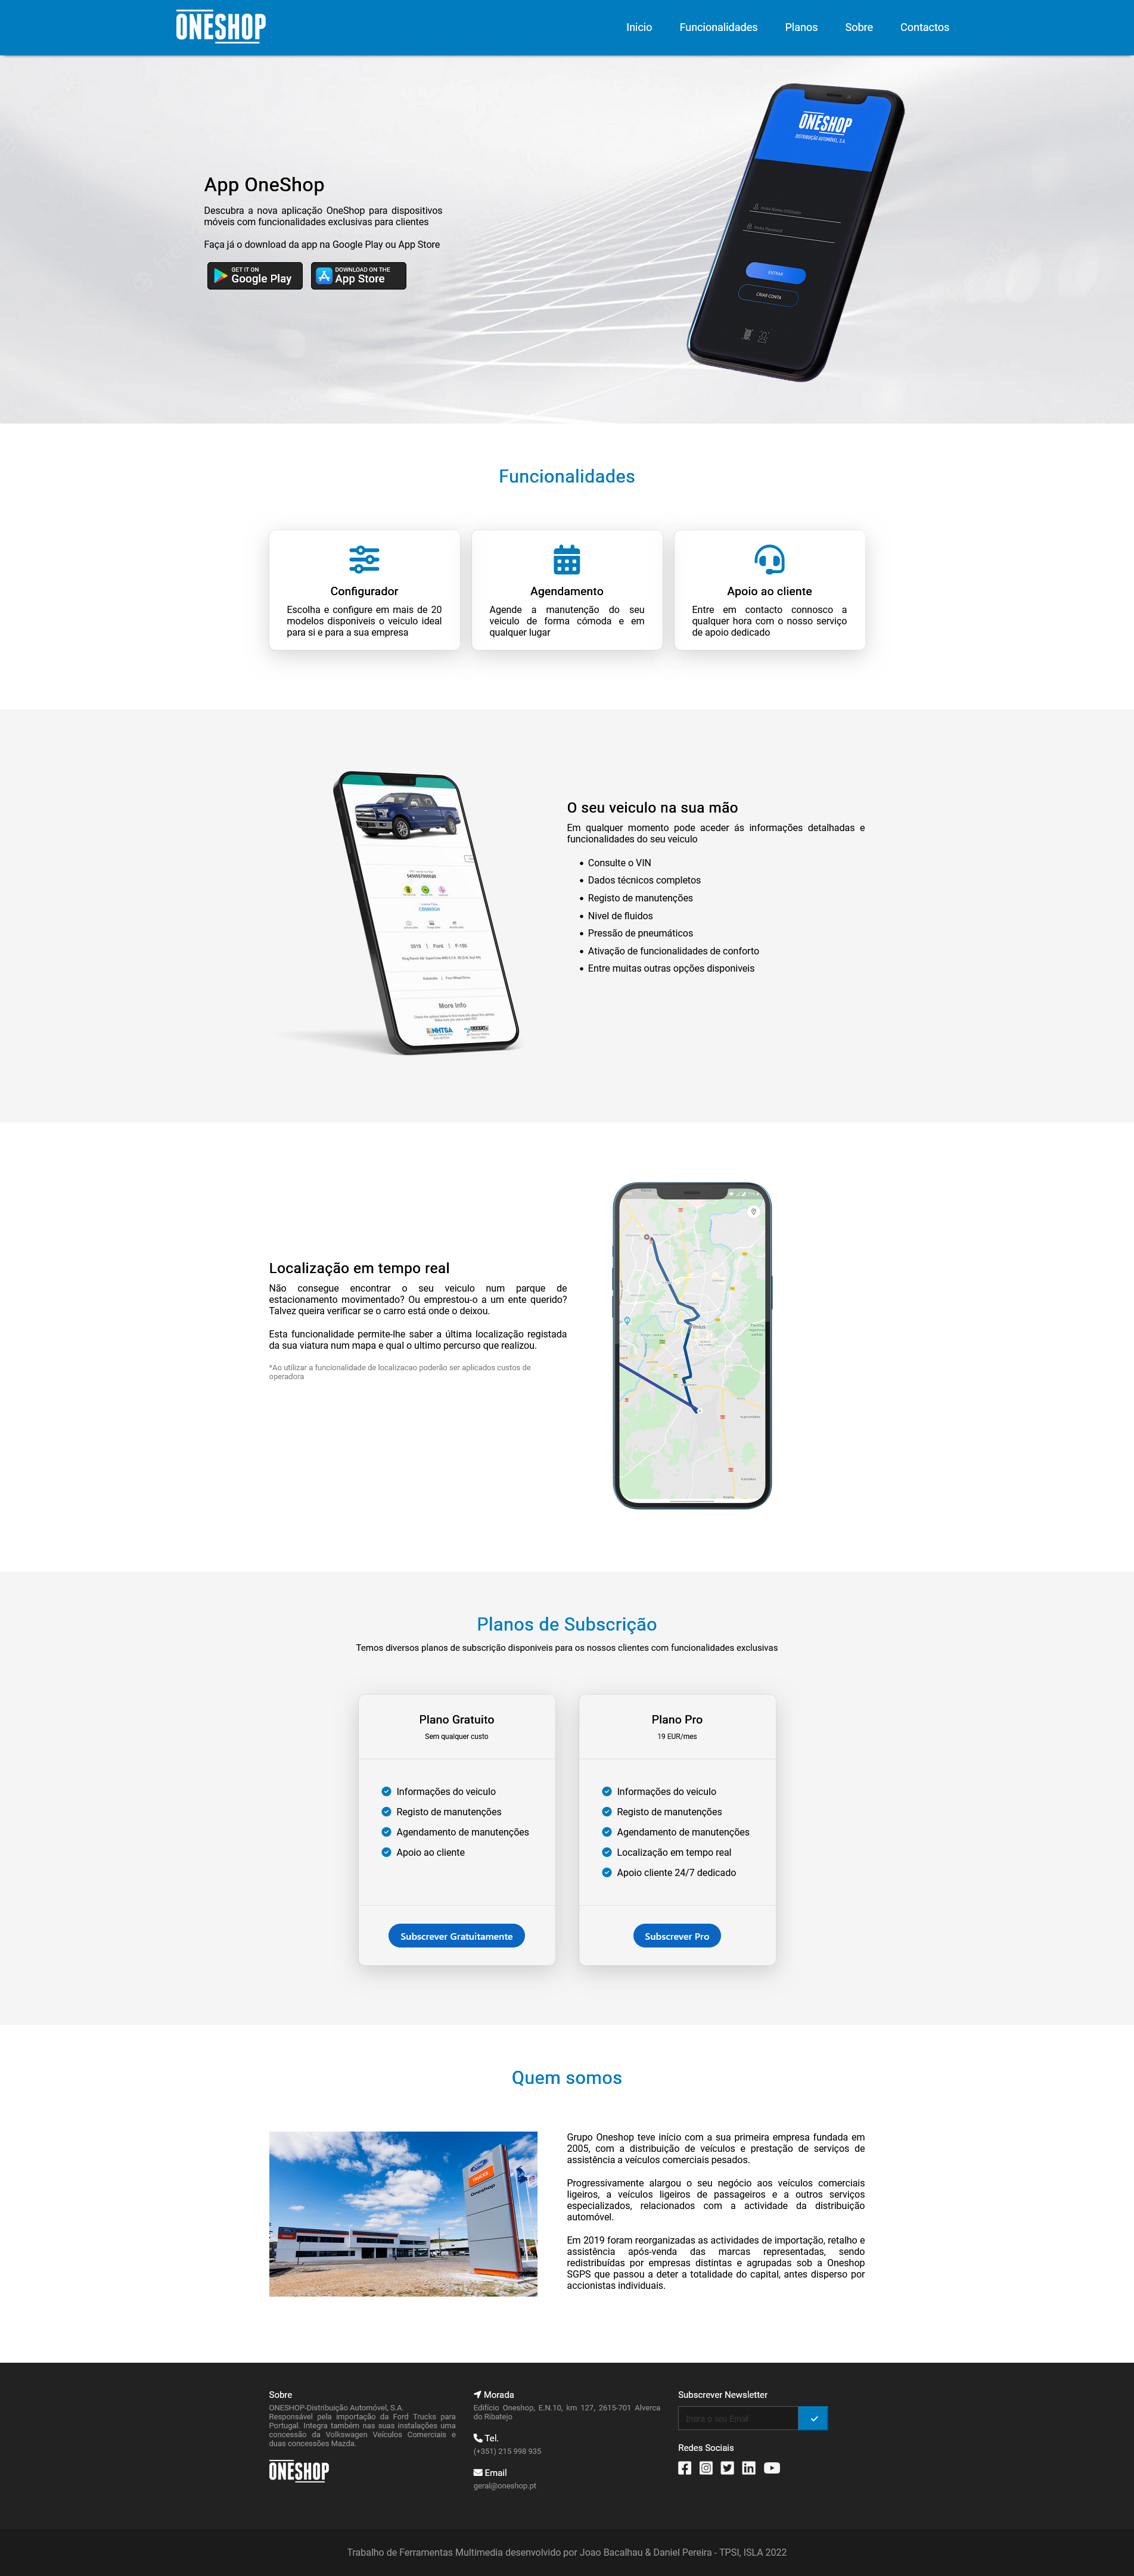 ONESHOP
Inicio
Funcionalidades
Planos
Sobre
Contactos
ONESHOP
DISTRIBUIÇÃO AUTOMÓVEL, S.A.
ENTRAR
CRIAR CONTA
App OneShop
Descubra a nova aplicação OneShop para dispositivos
móveis com funcionalidades exclusivas para clientes
Faça já o download da app na Google Play ou App Store
GET IT ON
Google Play
DOWNLOAD ON THE
App Store
Funcionalidades
Configurador
Escolha e configure em mais de 20
modelos disponiveis o veiculo ideal
para si e para a sua empresa
Agendamento
Agende a manutenção do seu
veiculo de forma cómoda e em
qualquer lugar
Apoio ao cliente
Entre em contacto connosco a
qualquer hora com o nosso serviço
de apoio dedicado
2015 | Ford | F-150
More Info
NHTSA
O seu veiculo na sua mão
Em qualquer momento pode aceder ás informações detalhadas e
funcionalidades do seu veiculo
Consulte o VIN
Dados técnicos completos
Registo de manutenções
Nivel de fluidos
Pressão de pneumáticos
Ativação de funcionalidades de conforto
Entre muitas outras opções disponiveis
Localização em tempo real
Não consegue encontrar o seu veiculo num parque de
estacionamento movimentado? Ou emprestou-o a um ente querido?
Talvez queira verificar se o carro está onde o deixou.
Esta funcionalidade permite-lhe saber a última localização registada
da sua viatura num mapa e qual o ultimo percurso que realizou.
*Ao utilizar a funcionalidade de localizacao poderão ser aplicados custos de
operadora
Vilnius
Planos de Subscrição
Temos diversos planos de subscrição disponiveis para os nossos clientes com funcionalidades exclusivas
Plano Gratuito
Sem qualquer custo
Informações do veiculo
Registo de manutenções
Agendamento de manutenções
Apoio ao cliente
Subscrever Gratuitamente
Plano Pro
19 EUR/mes
Informações do veiculo
Registo de manutenções
Agendamento de manutenções
Localização em tempo real
Apoio cliente 24/7 dedicado
Subscrever Pro
Quem somos
Ford
TRUCKS
Oneshop
Grupo Oneshop teve início com a sua primeira empresa fundada em
2005, com a distribuição de veículos e prestação de serviços de
assistência a veículos comerciais pesados.
Progressivamente alargou o seu negócio aos veículos comerciais
ligeiros, a veículos ligeiros de passageiros e a outros serviços
especializados, relacionados com a actividade da distribuição
automóvel.
Em 2019 foram reorganizadas as actividades de importação, retalho e
assistência após-venda das marcas representadas, sendo
redistribuídas por empresas distintas e agrupadas sob a Oneshop
SGPS que passou a deter a totalidade do capital, antes disperso por
accionistas individuais.
Sobre
ONESHOP-Distribuição Automóvel, S.A.
Responsável pela importação da Ford Trucks para
Portugal. Integra também nas suas instalações uma
concessão da Volkswagen Veículos Comerciais e
duas concessões Mazda.
ONESHOP
Morada
Edifício Oneshop, E.N.10, km 127, 2615-701 Alverca
do Ribatejo
Tel.
(+351) 215 998 935
Email
geral@oneshop.pt
Subscrever Newsletter
Insira o seu Email
Redes Sociais
Trabalho de Ferramentas Multimedia desenvolvido por Joao Bacalhau & Daniel Pereira - TPSI, ISLA 2022